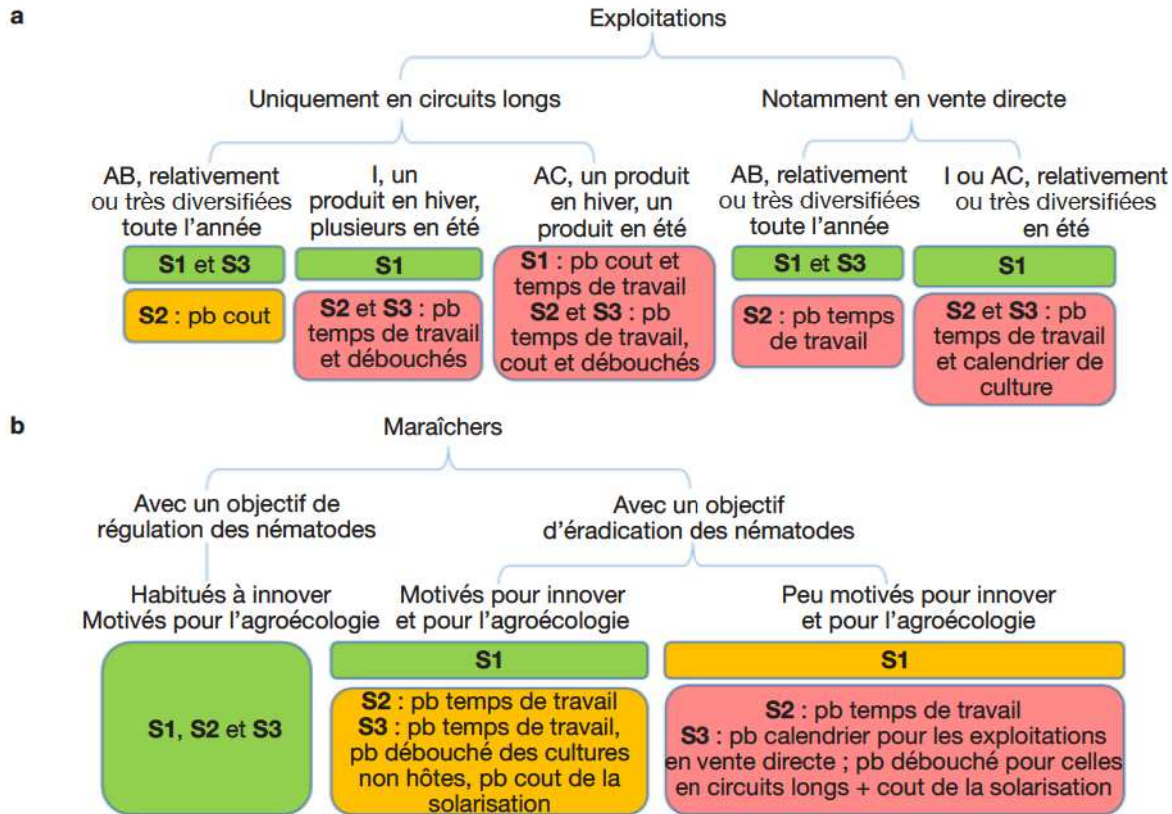 a
Exploitations
Uniquement en circuits longs
Notamment en vente directe
AB, relativement
ou très diversifiées
toute l'année
I, un
produit en hiver,
plusieurs en été
AC, un produit
en hiver, un
produit en été
AB, relativement
ou très diversifiées
toute l'année
I ou AC, relativement
ou très diversifiées
en été
S1 et S3
S2 : pb cout
S1
S2 et S3 : pb
temps de travail
et débouchés
S1 : pb cout et
temps de travail
S2 et S3 : pb
temps de travail,
cout et débouchés
S1 et S3
S2 : pb temps
de travail
S1
S2 et S3 : pb
temps de travail
et calendrier de
culture
b
Maraîchers
Avec un objectif de
régulation des nématodes
Avec un objectif
d'éradication des nématodes
Habitués à innover
Motivés pour l'agroécologie
Motivés pour innover
et pour l'agroécologie
Peu motivés pour innover
et pour l'agroécologie
S1, S2 et S3
S1
S2 : pb temps de travail
S3 : pb temps de travail,
pb débouché des cultures
non hôtes, pb cout de la
solarisation
S1
S2 : pb temps de travail
S3 : pb calendrier pour les exploitations
en vente directe ; pb débouché pour celles
en circuits longs + cout de la solarisation